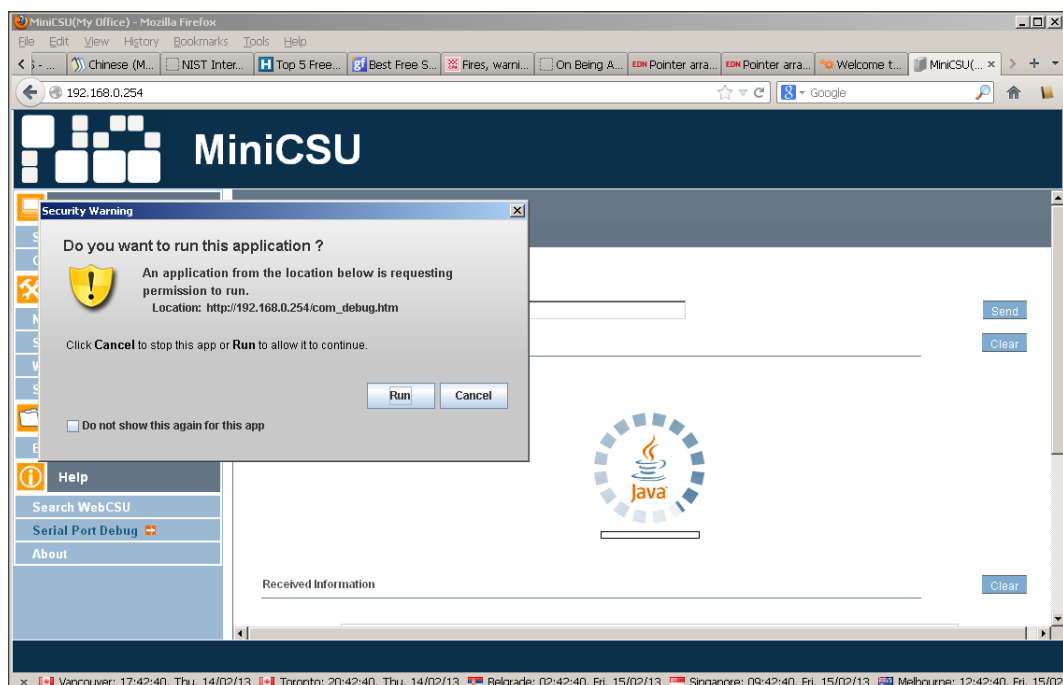 MiniCSU(My Office) - Mozilla Firefox
File Edit View History Bookmarks Tools Help
Chinese (M... NIST Inter... Top 5 Free... Best Free S... Fires, warni... On Being A... EDN Pointer arra... EDN Pointer arra... Welcome t... MiniCSU(...
192.168.0.254 Google
MiniCSU
Security Warning
Do you want to run this application ?
An application from the location below is requesting
permission to run.
Location: http://192.168.0.254/com_debug.htm
Send
Click Cancel to stop this app or Run to allow it to continue.
Clear
Run Cancel
Do not show this again for this app
Java
Help
Search WebCSU
Serial Port Debug
About
Received Information Clear
Vancouver: 17:42:40, Thu, 14/02/13 Toronto: 20:42:40, Thu, 14/02/13 Belgrade: 02:42:40, Fri, 15/02/13 Singapore: 09:42:40, Fri, 15/02/13 Melbourne: 12:42:40, Fri, 15/02